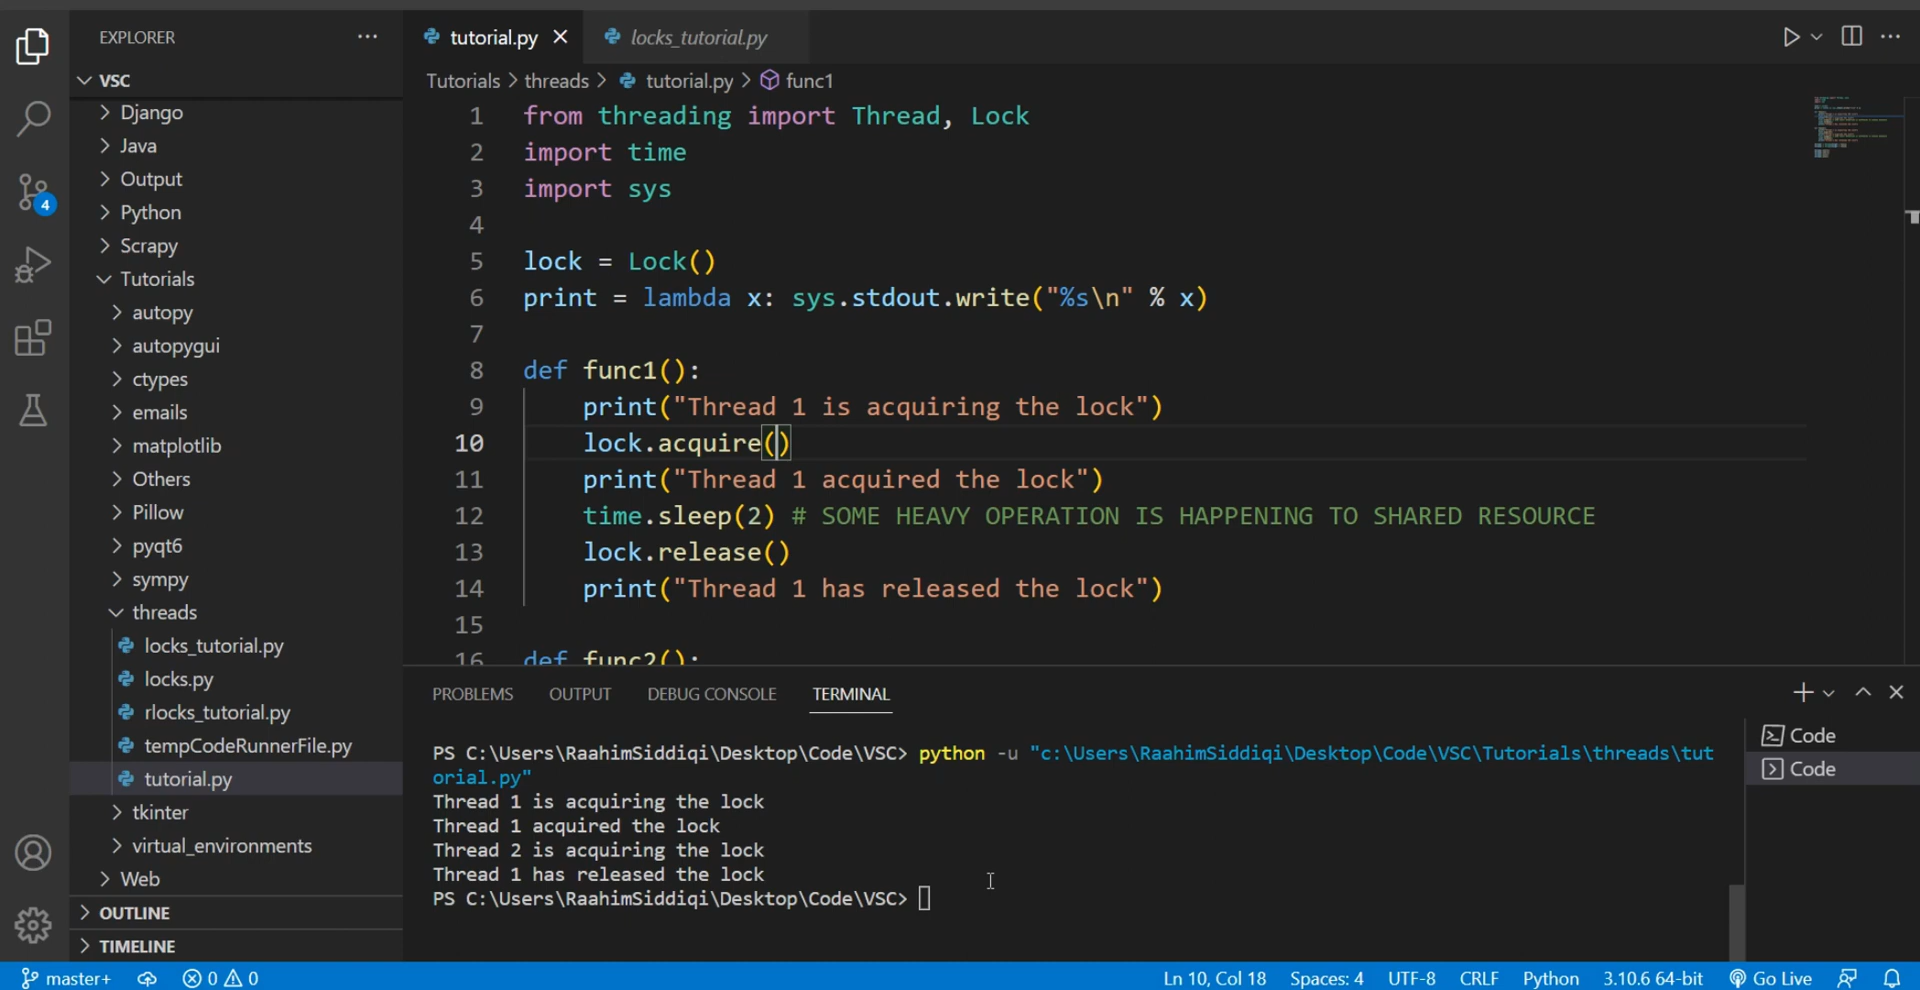 EXPLORER
VSC
Django
Java
Output
Python
Scrapy
Tutorials
autopy
autopygui
ctypes
emails
matplotlib
Others
Pillow
pyqt6
sympy
threads
locks_tutorial.py
locks.py
rlocks_tutorial.py
tempCodeRunnerFile.py
tutorial.py
tkinter
virtual_environments
Web
OUTLINE
TIMELINE
4
tutorial.py
locks_tutorial.py
Tutorials > threads > tutorial.py > func1
1 from threading import Thread, Lock
2 import time
3 import sys
4
5 lock = Lock()
6 print = lambda x: sys.stdout.write("%s\n" % x)
7
8 def func1():
9 print("Thread 1 is acquiring the lock")
10 lock.acquire()
11 print("Thread 1 acquired the lock")
12 time.sleep(2) # SOME HEAVY OPERATION IS HAPPENING TO SHARED RESOURCE
13 lock.release()
14 print("Thread 1 has released the lock")
15
16 def func2():
PROBLEMS OUTPUT DEBUG CONSOLE TERMINAL
PS C:\Users\RaahimSiddiqi\Desktop\Code\VSC> python -u "c:\Users\RaahimSiddiqi\Desktop\Code\VSC\Tutorials\threads\tut
orial.py"
Thread 1 is acquiring the lock
Thread 1 acquired the lock
Thread 2 is acquiring the lock
Thread 1 has released the lock
PS C:\Users\RaahimSiddiqi\Desktop\Code\VSC>
Code
Code
master+ 0 0 Ln 10, Col 18 Spaces: 4 UTF-8 CRLF Python 3.10.6 64-bit Go Live